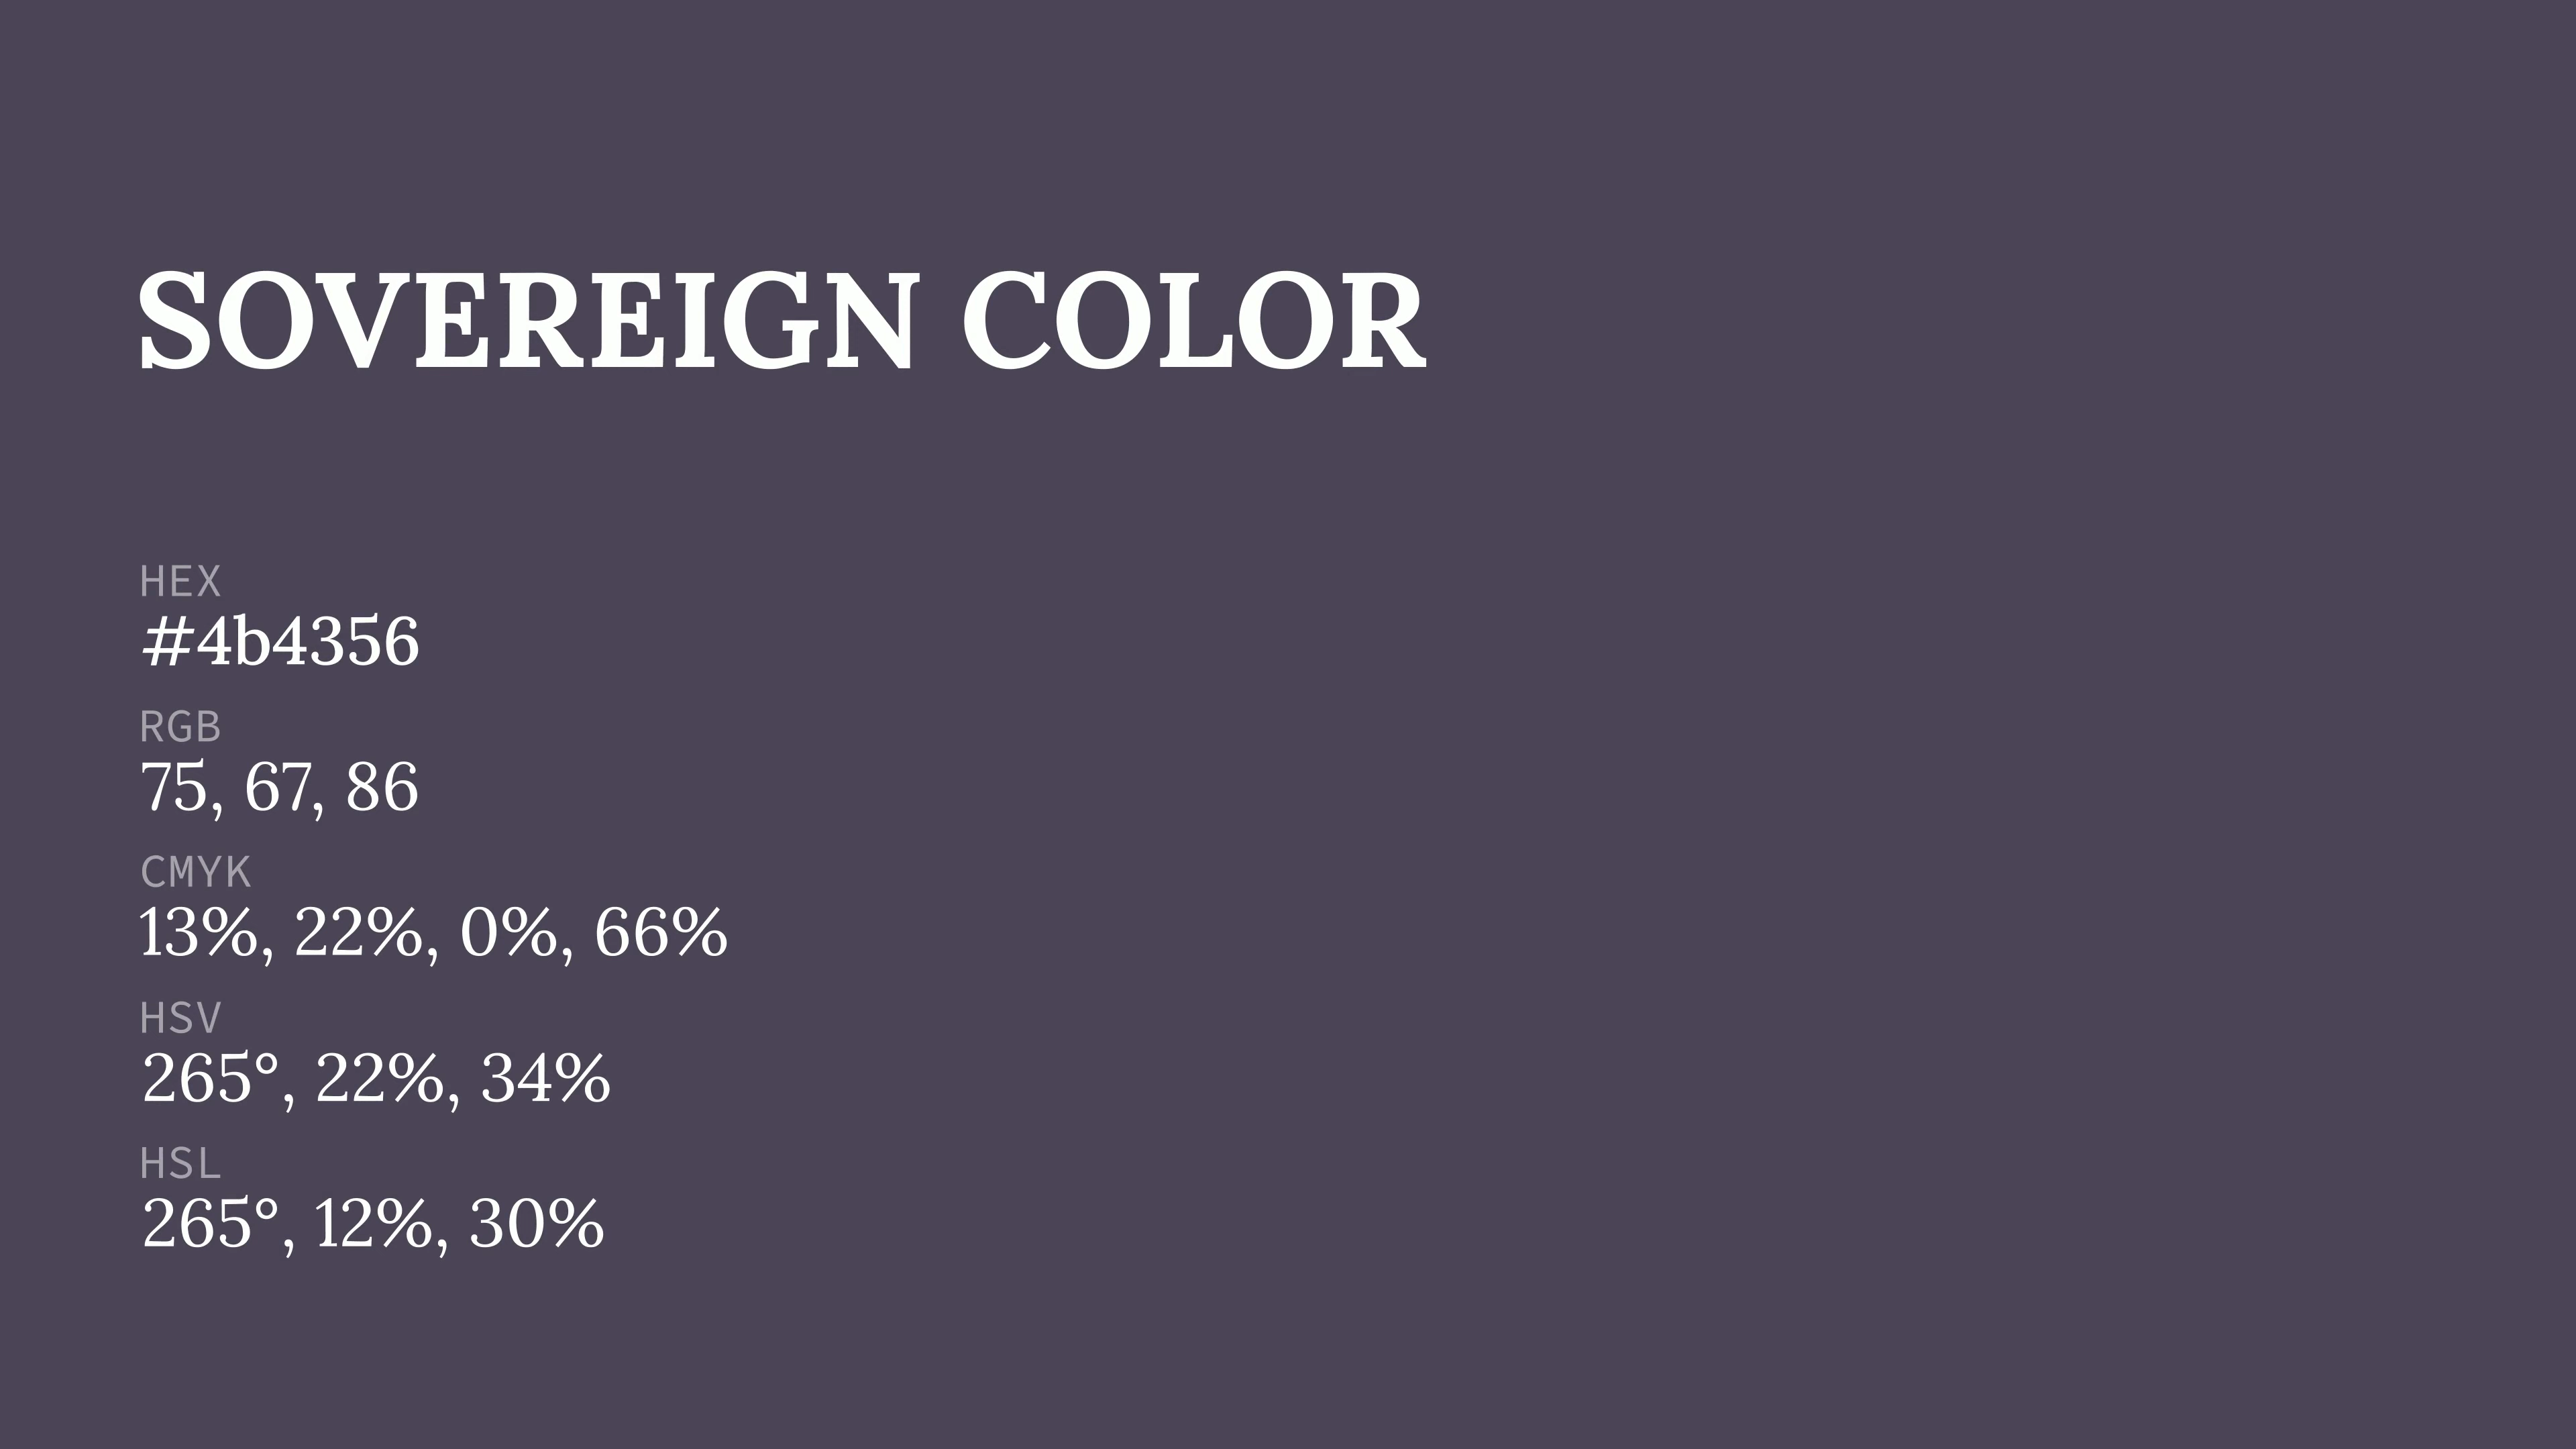 SOVEREIGN COLOR
HEX
#4b4356
RGB
75, 67, 86
CMYK
13%, 22%, 0%, 66%
HSV
265°, 22%, 34%
HSL
265°, 12%, 30%